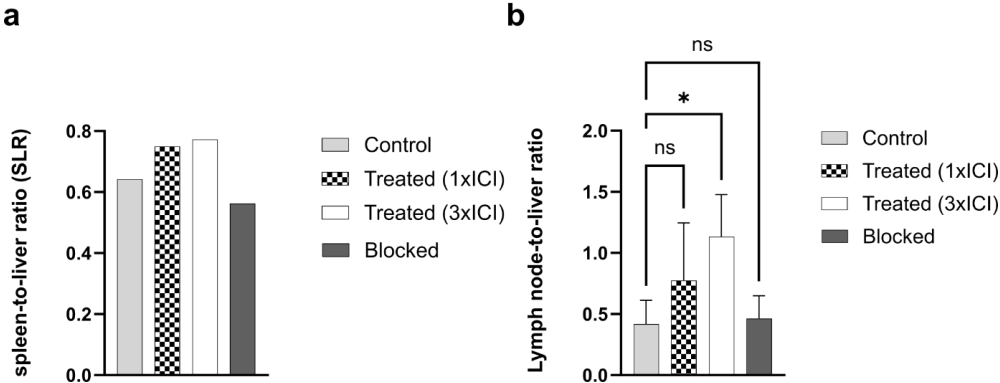 a
spleen-to-liver ratio (SLR)
0.8
0.6
0.4
0.2
0.0
Control
Treated (1xICI)
Treated (3xICI)
Blocked
b
Lymph node-to-liver ratio
2.0
1.5
1.0
0.5
0.0
ns
*
ns
Control
Treated (1xICI)
Treated (3xICI)
Blocked